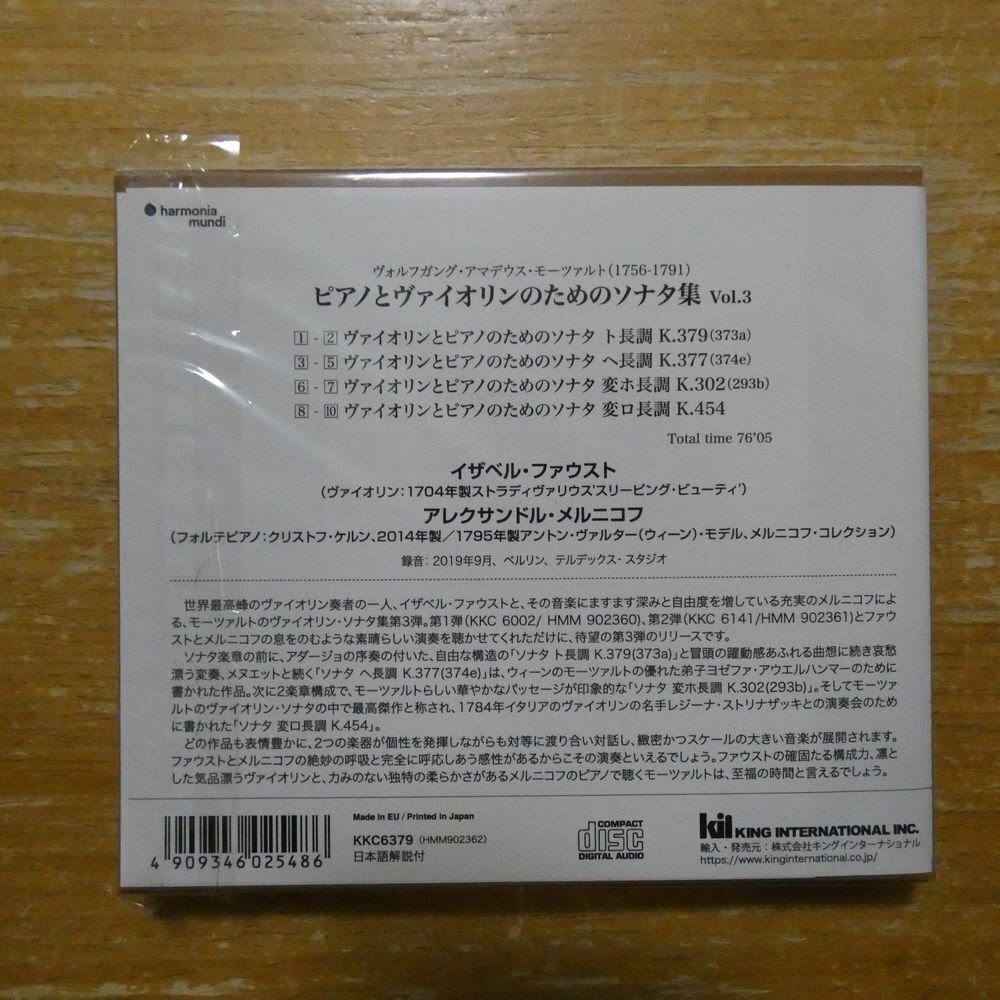 harmonia
mundi
ヴォルフガング・アマデウス・モーツァルト(1756-1791)
ピアノとヴァイオリンのためのソナタ集 Vol.3
1 - 2 ヴァイオリンとピアノのためのソナタ ト長調 K.379(373a)
3 - 5 ヴァイオリンとピアノのためのソナタ ヘ長調 K.377(374e)
6 - 7 ヴァイオリンとピアノのためのソナタ 変ホ長調 K.302(293b)
8 - 10 ヴァイオリンとピアノのためのソナタ 変ロ長調 K.454
Total time 76'05
イザベル・ファウスト
(ヴァイオリン:1704年製ストラディヴァリウス'スリーピング・ビューティ')
アレクサンドル・メルニコフ
(フォルテピアノ:クリストフ・ケルン、2014年製/1795年製アントン・ヴァルター(ウィーン)・モデル、メルニコフ・コレクション)
録音:2019年9月、ベルリン、テルデックス・スタジオ
世界最高峰のヴァイオリン奏者の一人、イザベル・ファウストと、その音楽にますます深みと自由度を増している充実のメルニコフによ
る、モーツァルトのヴァイオリン・ソナタ集第3弾。第1弾(KKC 6002/ HMM 902360)、第2弾(KKC 6141/HMM 902361)とファウ
ストとメルニコフの息をのむような素晴らしい演奏を聴かせてくれただけに、待望の第3弾のリリースです。
ソナタ楽章の前に、アダージョの序奏の付いた、自由な構造の「ソナタ ト長調 K.379(373a)」と冒頭の躍動感あふれる曲想に続き哀愁
漂う変奏、メヌエットと続く「ソナタ ヘ長調 K.377(374e)」は、ウィーンのモーツァルトの優れた弟子ヨゼファ・アウエルハンマーのために
書かれた作品。次に2楽章構成で、モーツァルトらしい華やかなパッセージが印象的な「ソナタ 変ホ長調 K.302(293b)」。そしてモーツァ
ルトのヴァイオリン・ソナタの中で最高傑作と称され、1784年イタリアのヴァイオリンの名手レジーナ・ストリナザッキとの演奏会のため
に書かれた「ソナタ 変ロ長調 K.454」。
どの作品も表情豊かに、2つの楽器が個性を発揮しながらも対等に渡り合い対話し、緻密かつスケールの大きい音楽が展開されます。
ファウストとメルニコフの絶妙の呼吸と完全に呼応しあう感性があるからこその演奏といえるでしょう。ファウストの確固たる構成力、凛と
した気品漂うヴァイオリンと、力みのない独特の柔らかさがあるメルニコフのピアノで聴くモーツァルトは、至福の時間と言えるでしょう。
4 909346 025486
Made in EU / Printed in Japan
KKC6379 (HMM902362)
日本語解説付
COMPACT
disc
DIGITAL AUDIO
kii KING INTERNATIONAL INC.
輸入・発売元:株式会社キングインターナショナル
https://www.kinginternational.co.jp/